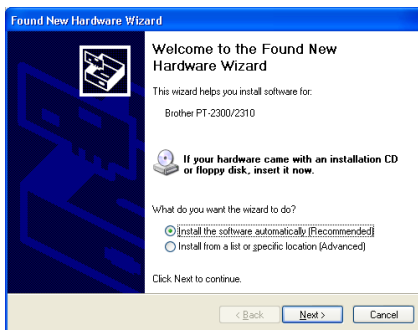 Found New Hardware Wizard
Welcome to the Found New
Hardware Wizard
This wizard helps you install software for:
Brother PT-2300/2310
If your hardware came with an installation CD
or floppy disk, insert it now.
What do you want the wizard to do?
Install the software automatically (Recommended)
Install from a list or specific location (Advanced)
Click Next to continue.
< Back
Next >
Cancel